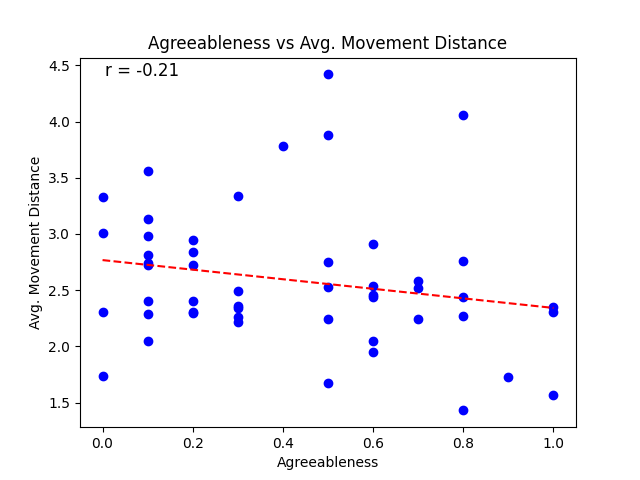 Agreeableness vs Avg. Movement Distance
r = -0.21
Avg. Movement Distance
4.5
4.0
3.5
3.0
2.5
2.0
1.5
0.0 0.2 0.4 0.6 0.8 1.0
Agreeableness